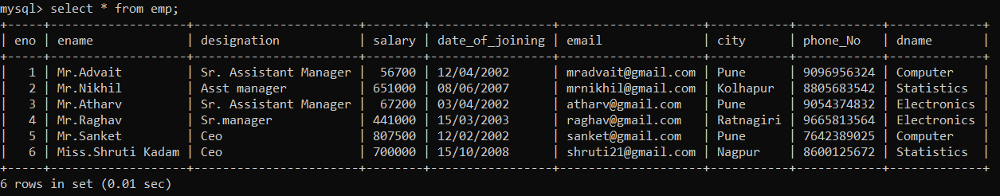 mysql> select * from emp;
+-----+--------------------+-----------------------+--------+-----------------+---------------------+-----------+------------+-------------+
| eno | ename              | designation           | salary | date_of_joining | email               | city      | phone_No   | dname       |
+-----+--------------------+-----------------------+--------+-----------------+---------------------+-----------+------------+-------------+
|   1 | Mr.Advait          | Sr. Assistant Manager |  56700 | 12/04/2002      | mradvait@gmail.com  | Pune      | 9096956324 | Computer    |
|   2 | Mr.Nikhil          | Asst manager          | 651000 | 08/06/2007      | mrnikhil@gmail.com  | Kolhapur  | 8805683542 | Statistics  |
|   3 | Mr.Atharv          | Sr. Assistant Manager |  67200 | 03/04/2002      | atharv@gmail.com    | Pune      | 9054374832 | Electronics |
|   4 | Mr.Raghav          | Sr.manager            | 441000 | 15/03/2003      | raghav@gmail.com    | Ratnagiri | 9665813564 | Electronics |
|   5 | Mr.Sanket          | Ceo                   | 807500 | 12/02/2002      | sanket@gmail.com    | Pune      | 7642389025 | Computer    |
|   6 | Miss.Shruti Kadam  | Ceo                   | 700000 | 15/10/2008      | shruti21@gmail.com  | Nagpur    | 8600125672 | Statistics  |
+-----+--------------------+-----------------------+--------+-----------------+---------------------+-----------+------------+-------------+
6 rows in set (0.01 sec)